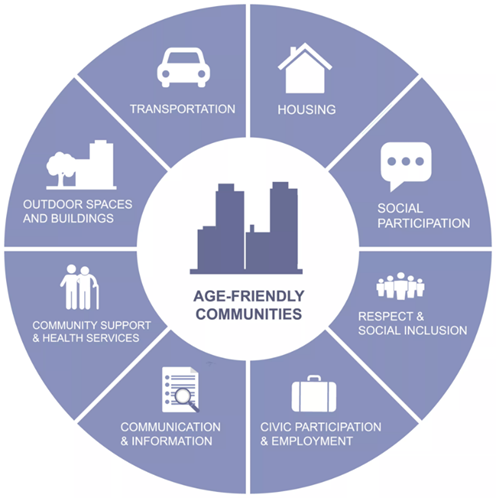 TRANSPORTATION
HOUSING
SOCIAL
PARTICIPATION
RESPECT &
SOCIAL INCLUSION
CIVIC PARTICIPATION
& EMPLOYMENT
COMMUNICATION
& INFORMATION
COMMUNITY SUPPORT
& HEALTH SERVICES
OUTDOOR SPACES
AND BUILDINGS
AGE-FRIENDLY
COMMUNITIES